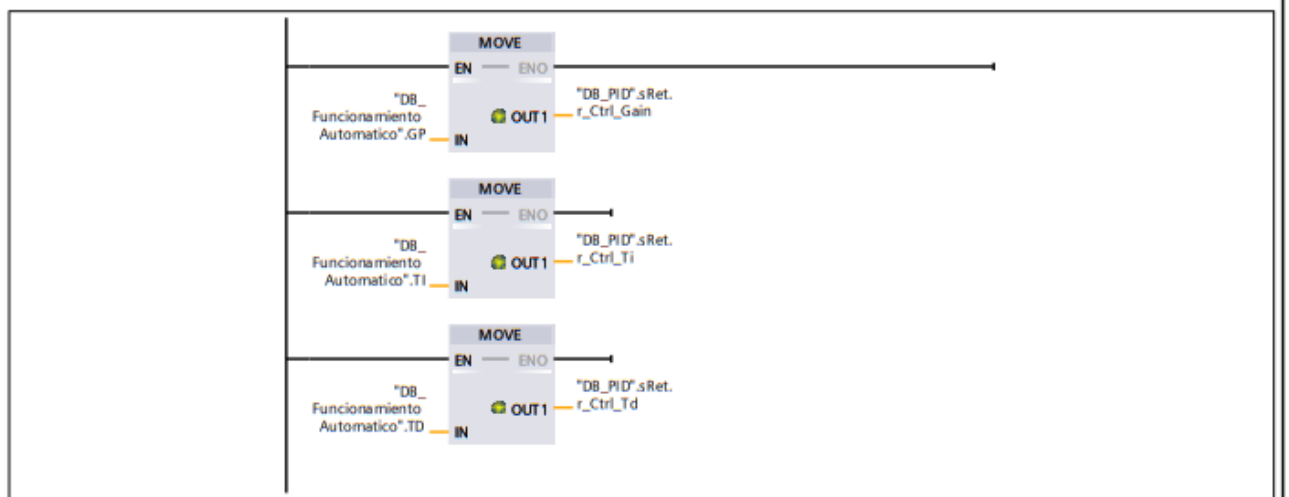 MOVE
EN ENO
"DB_
Funcionamiento
Automatico".GP
IN
OUT1
"DB_PID".sRet.
r_Ctrl_Gain
MOVE
EN ENO
"DB_
Funcionamiento
Automatico".TI
IN
OUT1
"DB_PID".sRet.
r_Ctrl_Ti
MOVE
EN ENO
"DB_
Funcionamiento
Automatico".TD
IN
OUT1
"DB_PID".sRet.
r_Ctrl_Td